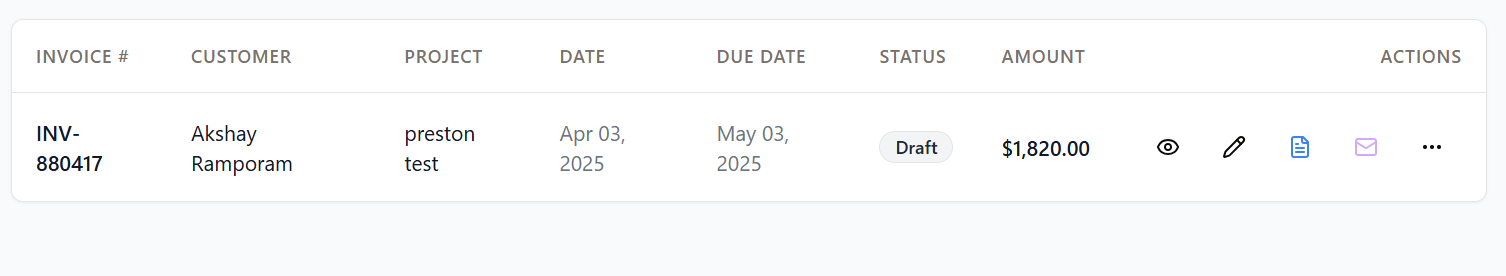 INVOICE # CUSTOMER PROJECT DATE DUE DATE STATUS AMOUNT ACTIONS
INV- Akshay preston Apr 03, May 03,
Draft $1,820.00
880417 Ramporam test 2025 2025